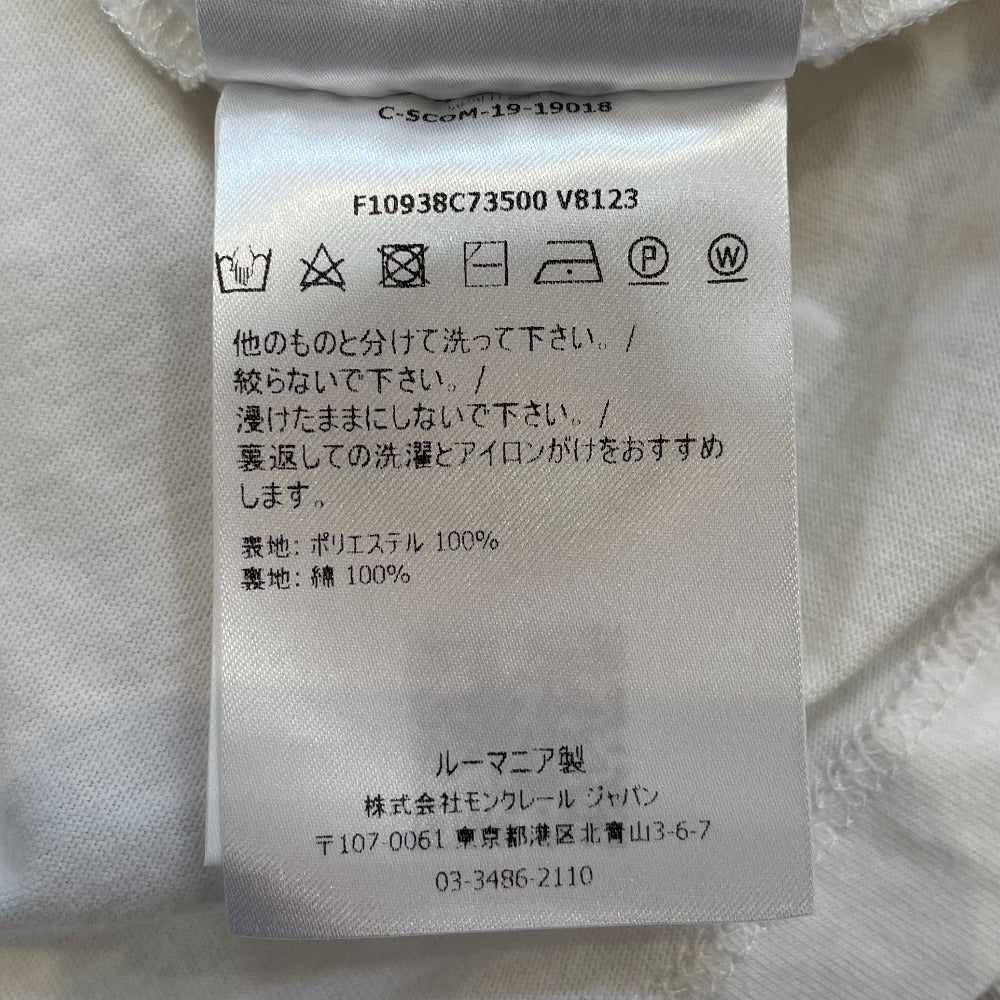 C-SCOM-19-19018
F10938C73500 V8123
P
W
他のものと分けて洗って下さい。/
絞らないで下さい。/
浸けたままにしないで下さい。/
裏返しての洗濯とアイロンがけをおすすめ
します。
表地: ポリエステル 100%
裏地: 綿 100%
ルーマニア製
株式会社モンクレール ジャパン
〒107-0061 東京都港区北青山3-6-7
03-3486-2110